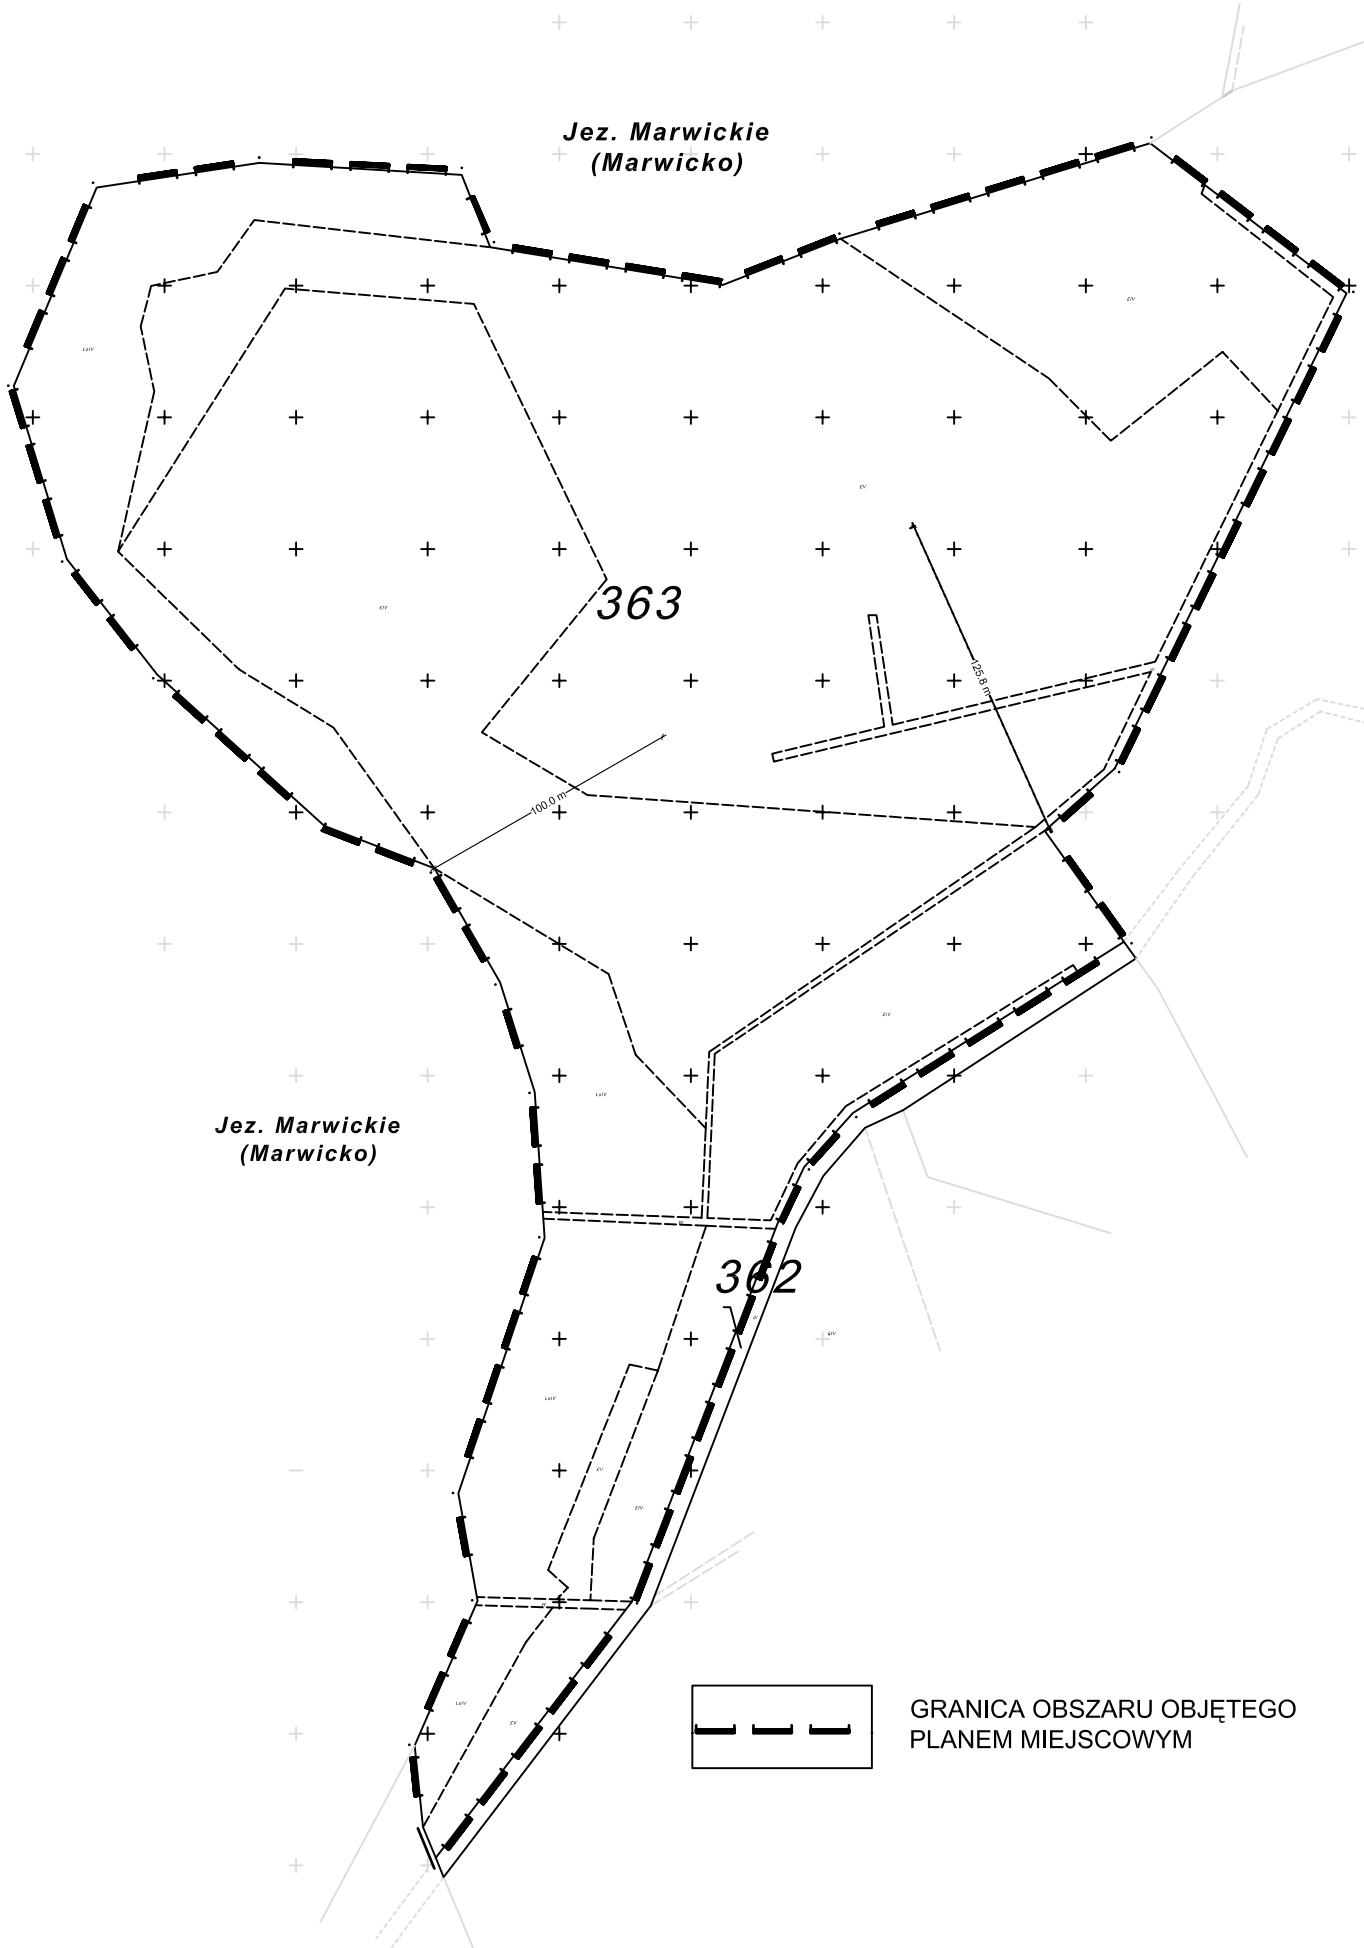 Jez. Marwickie
(Marwicko)
363
125.8 m
100.0 m
Jez. Marwickie
(Marwicko)
362
GRANICA OBSZARU OBJĘTEGO
PLANEM MIEJSCOWYM